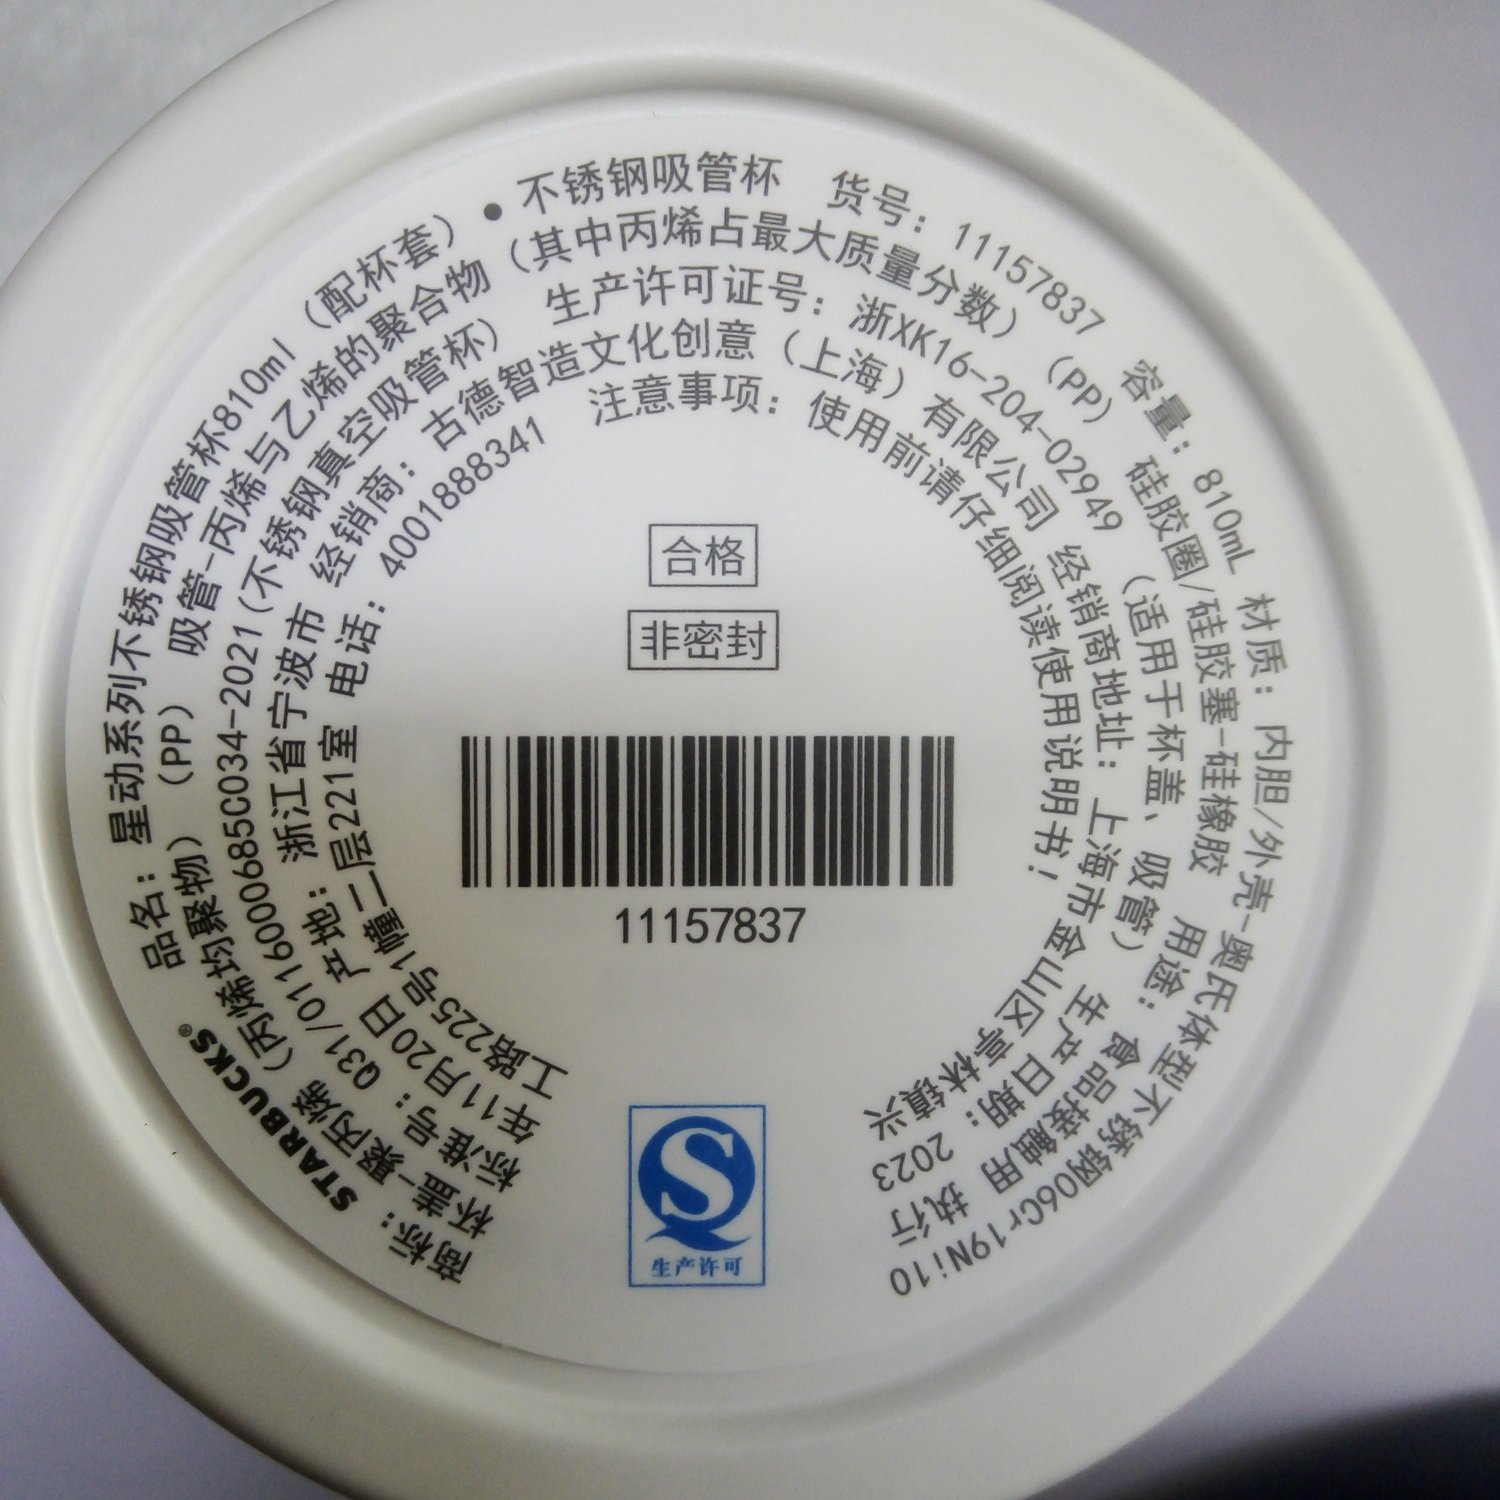 商标：STARBUCKS® 品名：星动系列不锈钢吸管杯810ml（配杯套）●不锈钢吸管杯 货号：11157837 容量：810mL 材质：内胆/外壳-奥氏体型不锈钢06Cr19Ni10
杯盖-聚丙烯（丙烯均聚物）（PP） 吸管-丙烯与乙烯的聚合物（其中丙烯占最大质量分数）（PP） 硅胶圈/硅胶塞-硅橡胶 用途：食品接触用 执行
标准号：Q31/0116000685C034-2021(不锈钢真空吸管杯) 生产许可证号：浙XK16-204-02949（适用于杯盖、吸管）生产日期：2023
年11月20日 产地：浙江省宁波市 经销商：古德智造文化创意（上海）有限公司 经销商地址：上海市金山区亭林镇兴
工路225号1幢二层221室 电话：4001888341 注意事项：使用前请仔细阅读使用说明书！
合格
非密封
11157837
生产许可